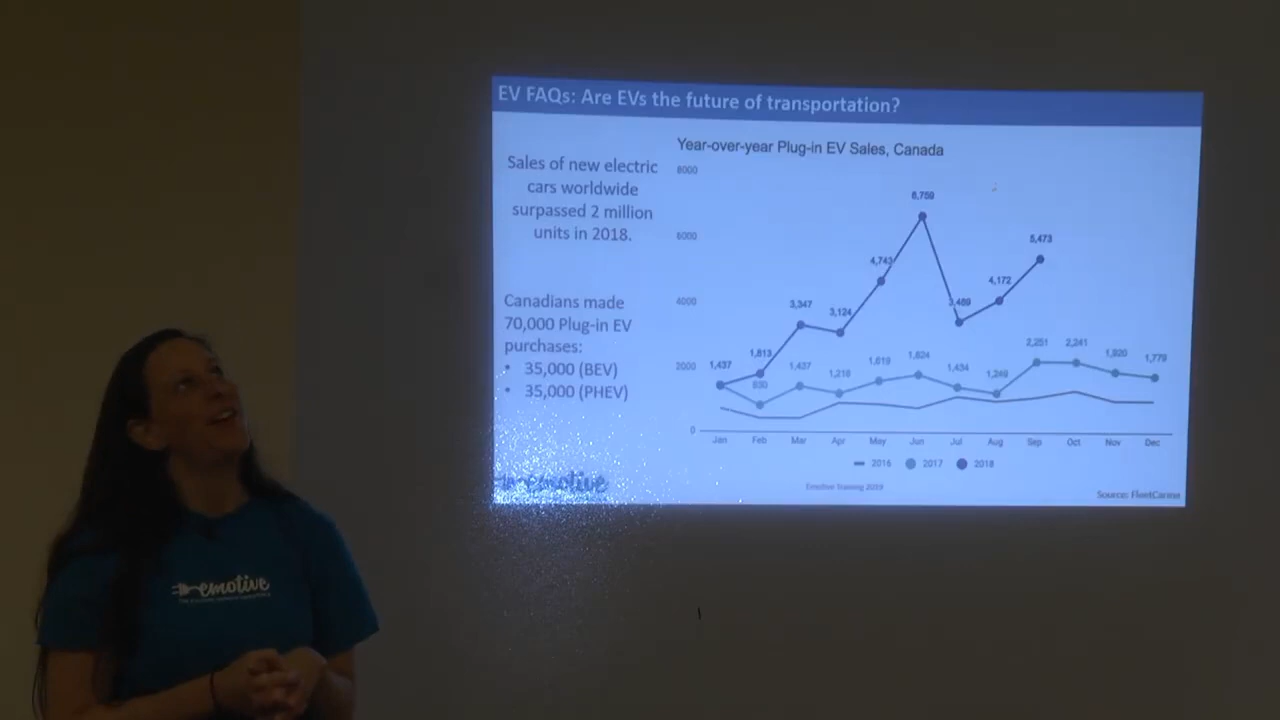 EV FAQs: Are EVs the future of transportation?
Sales of new electric
cars worldwide
surpassed 2 million
units in 2018.
Canadians made
70,000 Plug-in EV
purchases:
• 35,000 (BEV)
• 35,000 (PHEV)
emotive
Year-over-year Plug-in EV Sales, Canada
8000
6000
4000
2000
0
6,759
5,473
4,743
4,172
3,347
3,124
3,489
1,437
1,813
2,251
2,241
1,437
1,218
1,619
1,624
1,434
1,249
1,920
1,779
930
Jan Feb Mar Apr May Jun Jul Aug Sep Oct Nov Dec
2016 2017 2018
Emotive Training 2019
Source: FleetCarma
emotive